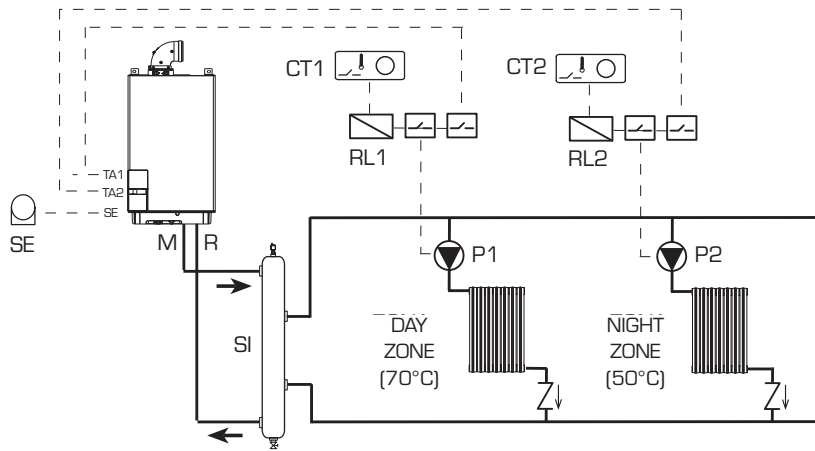 CT1
CT2
RL1
RL2
TA1
TA2
SE
SE
M R
P1
P2
SI
DAY
ZONE
(70°C)
NIGHT
ZONE
(50°C)